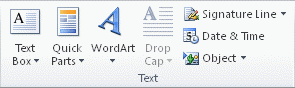 Text
Box
Quick
Parts
WordArt
Drop
Cap
Signature Line
Date & Time
Object
Text